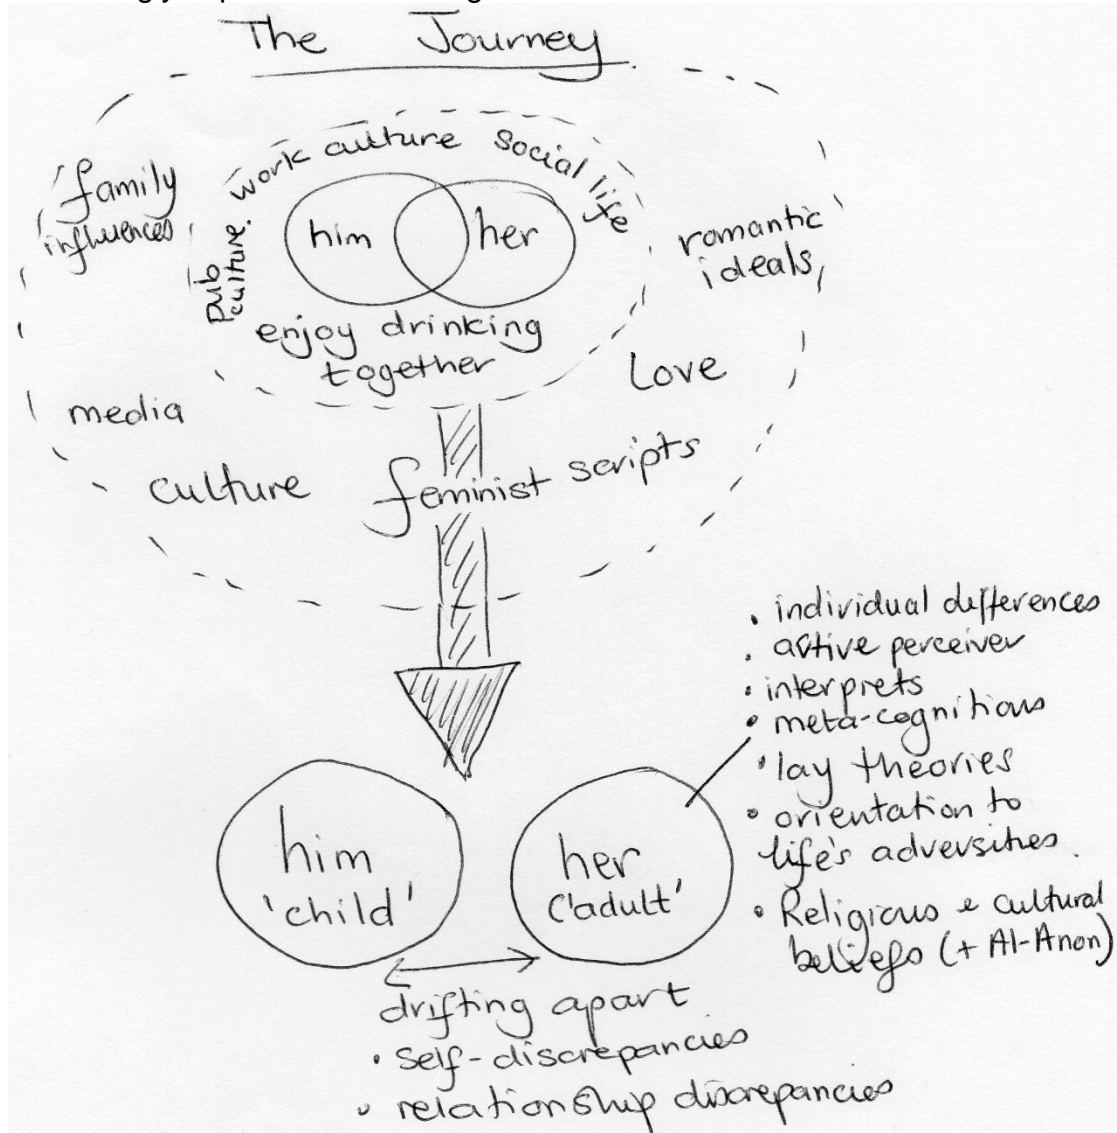 The Journey
family
influences
work culture social life
pub
culture
him
her
enjoy drinking
together
romantic
ideals
Love
media
culture
feminist scripts
• individual differences
• active perceiver
• interprets
• meta-cognitions
• lay theories
• orientation to
life's adversities.
• Religious & cultural
beliefs (+ Al-Anon)
him
'child'
her
('adult'
drifting apart
• self-discrepancies
• relationship discrepancies